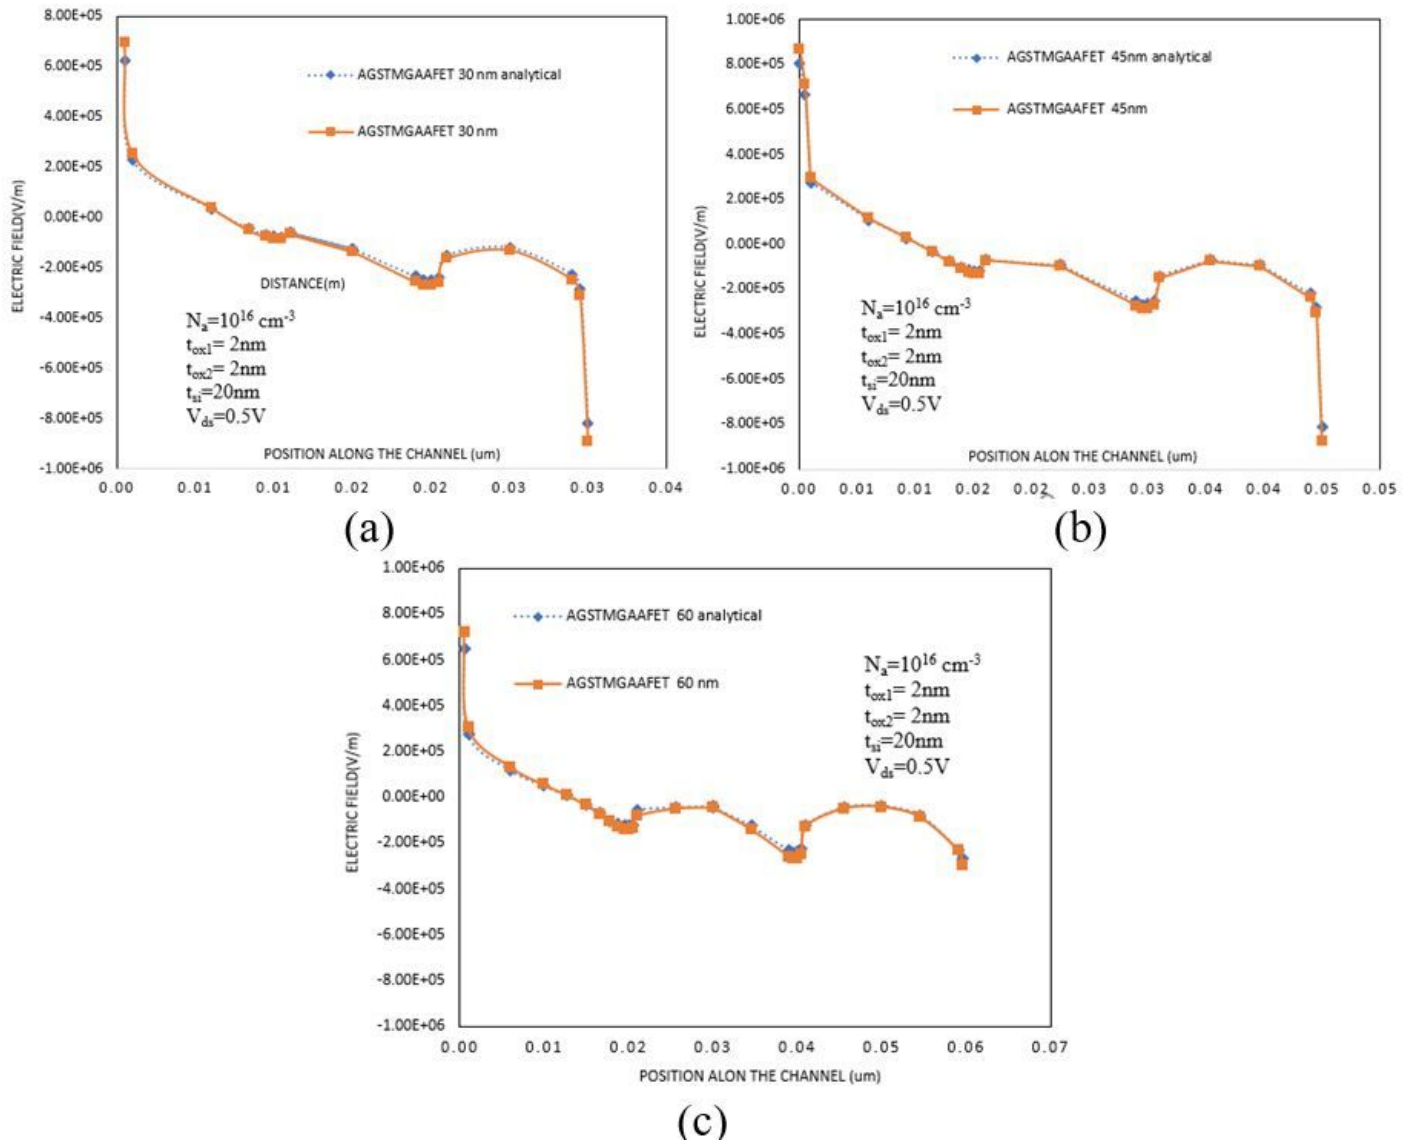 8.00E+05
6.00E+05
4.00E+05
2.00E+05
0.00E+00
-2.00E+05
-4.00E+05
-6.00E+05
-8.00E+05
-1.00E+06
ELECTRIC FIELD(V/m)
AGSTMGAAFET 30 nm analytical
AGSTMGAAFET 30 nm
DISTANCE(m)
Na=10^16 cm^-3
tox1= 2nm
tox2= 2nm
tsi=20nm
Vds=0.5V
POSITION ALONG THE CHANNEL (um)
0.00 0.01 0.01 0.02 0.02 0.03 0.03 0.04
(a)
1.00E+06
8.00E+05
6.00E+05
4.00E+05
2.00E+05
0.00E+00
-2.00E+05
-4.00E+05
-6.00E+05
-8.00E+05
-1.00E+06
ELECTRIC FIELD(V/m)
AGSTMGAAFET 45nm analytical
AGSTMGAAFET 45nm
Na=10^16 cm^-3
tox1= 2nm
tox2= 2nm
tsi=20nm
Vds=0.5V
POSITION ALON THE CHANNEL (um)
0.00 0.01 0.01 0.02 0.02 0.03 0.03 0.04 0.04 0.05 0.05
(b)
1.00E+06
8.00E+05
6.00E+05
4.00E+05
2.00E+05
0.00E+00
-2.00E+05
-4.00E+05
-6.00E+05
-8.00E+05
-1.00E+06
ELECTRIC FIELD(V/m)
AGSTMGAAFET 60 analytical
AGSTMGAAFET 60 nm
Na=10^16 cm^-3
tox1= 2nm
tox2= 2nm
tsi=20nm
Vds=0.5V
0.00 0.01 0.02 0.03 0.04 0.05 0.06 0.07
POSITION ALON THE CHANNEL (um)
(c)